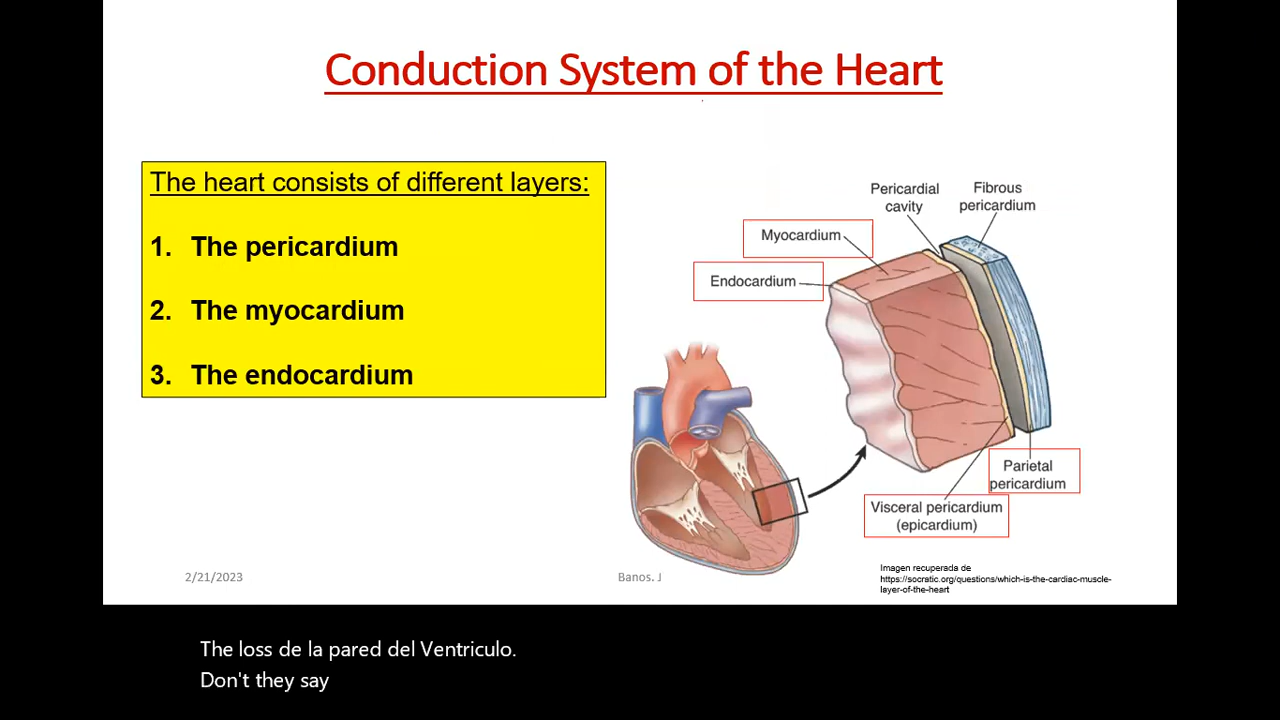 Conduction System of the Heart
The heart consists of different layers:
1. The pericardium
2. The myocardium
3. The endocardium
Pericardial
cavity
Fibrous
pericardium
Myocardium
Endocardium
Parietal
pericardium
Visceral pericardium
(epicardium)
2/21/2023
Banos. J
Imagen recuperada de
https://socratic.org/questions/which-is-the-cardiac-muscle-
layer-of-the-heart
The loss de la pared del Ventriculo.
Don't they say